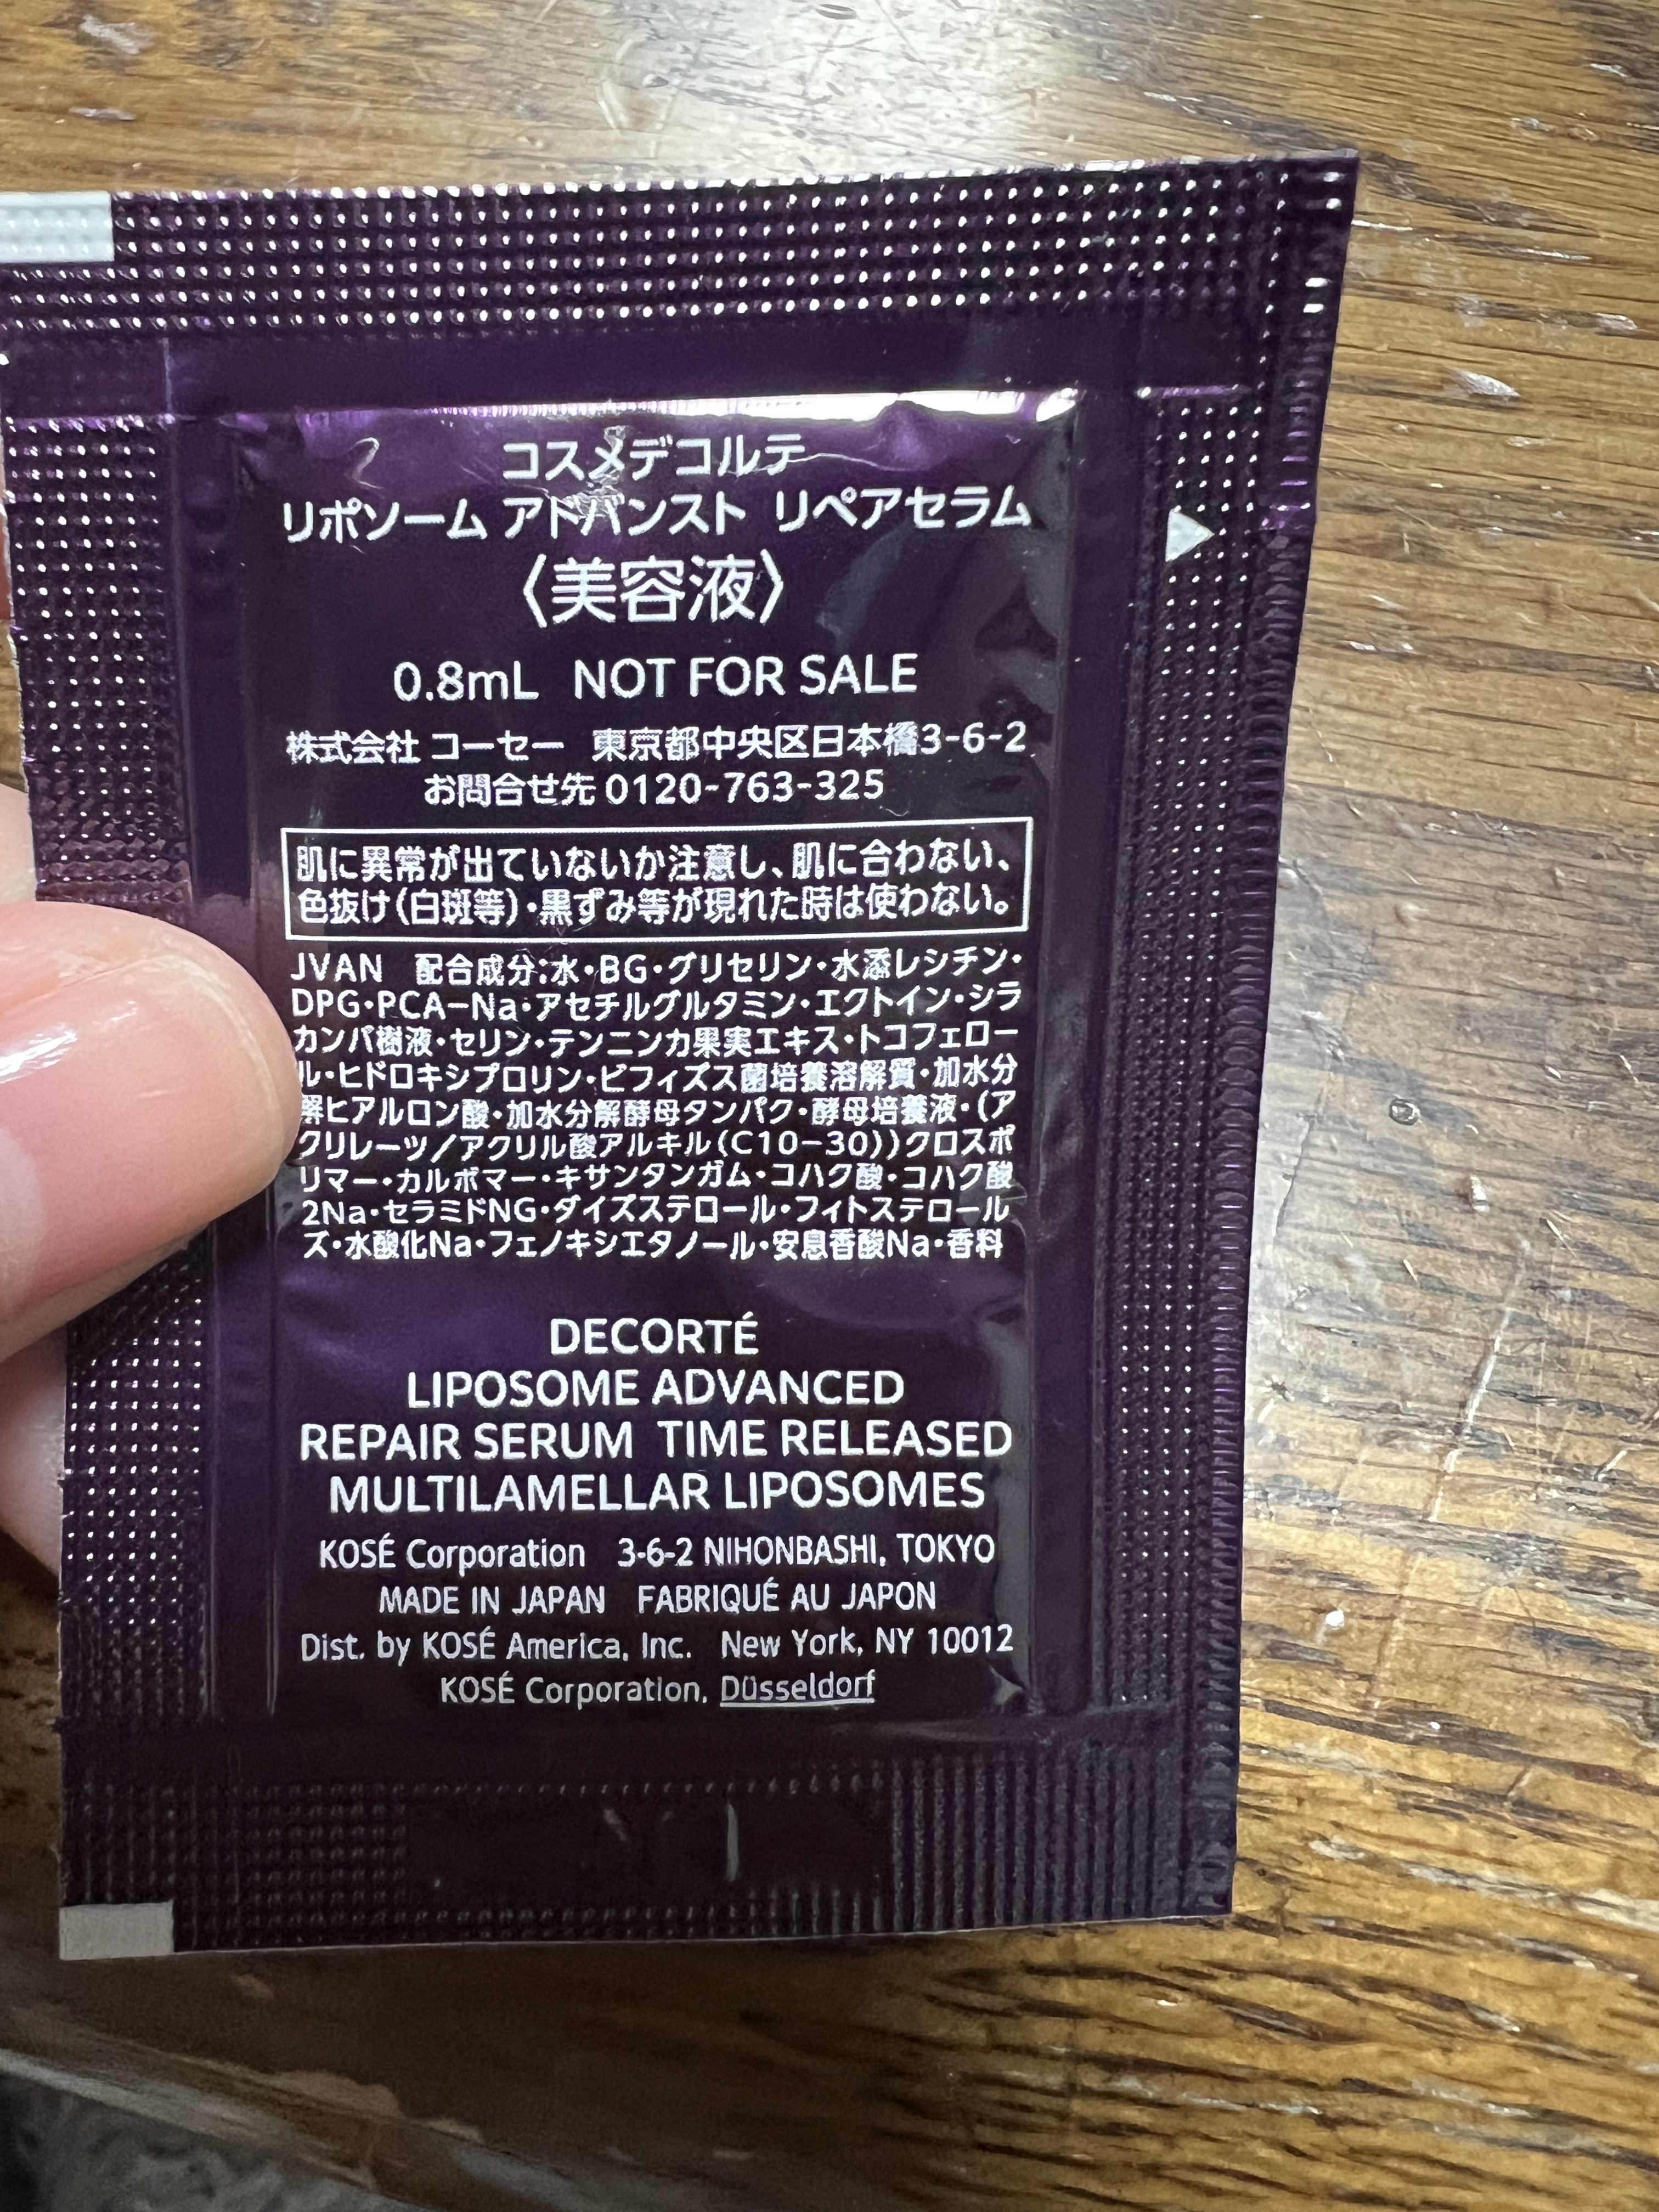 コスメデコルテ
リポソーム アドバンスト リペアセラム
〈美容液〉
0.8mL NOT FOR SALE
株式会社 コーセー 東京都中央区日本橋3-6-2
お問合せ先 0120-763-325
肌に異常が出ていないか注意し、肌に合わない、
色抜け(白斑等)・黒ずみ等が現れた時は使わない。
JVAN 配合成分:水・BG・グリセリン・水添レシチン・
DPG・PCA-Na・アセチルグルタミン・エクトイン・シラ
カンバ樹液・セリン・テンニンカ果実エキス・トコフェロー
ル・ヒドロキシプロリン・ビフィズス菌培養溶解質・加水分
解ヒアルロン酸・加水分解酵母タンパク・酵母培養液・(ア
クリレーツ/アクリル酸アルキル(C10-30))クロスポ
リマー・カルボマー・キサンタンガム・コハク酸・コハク酸
2Na・セラミドNG・ダイズステロール・フィトステロール
ズ・水酸化Na・フェノキシエタノール・安息香酸Na・香料
DECORTÉ
LIPOSOME ADVANCED
REPAIR SERUM TIME RELEASED
MULTILAMELLAR LIPOSOMES
KOSÉ Corporation 3-6-2 NIHONBASHI, TOKYO
MADE IN JAPAN FABRIQUÉ AU JAPON
Dist. by KOSÉ America, Inc. New York, NY 10012
KOSÉ Corporation, Düsseldorf